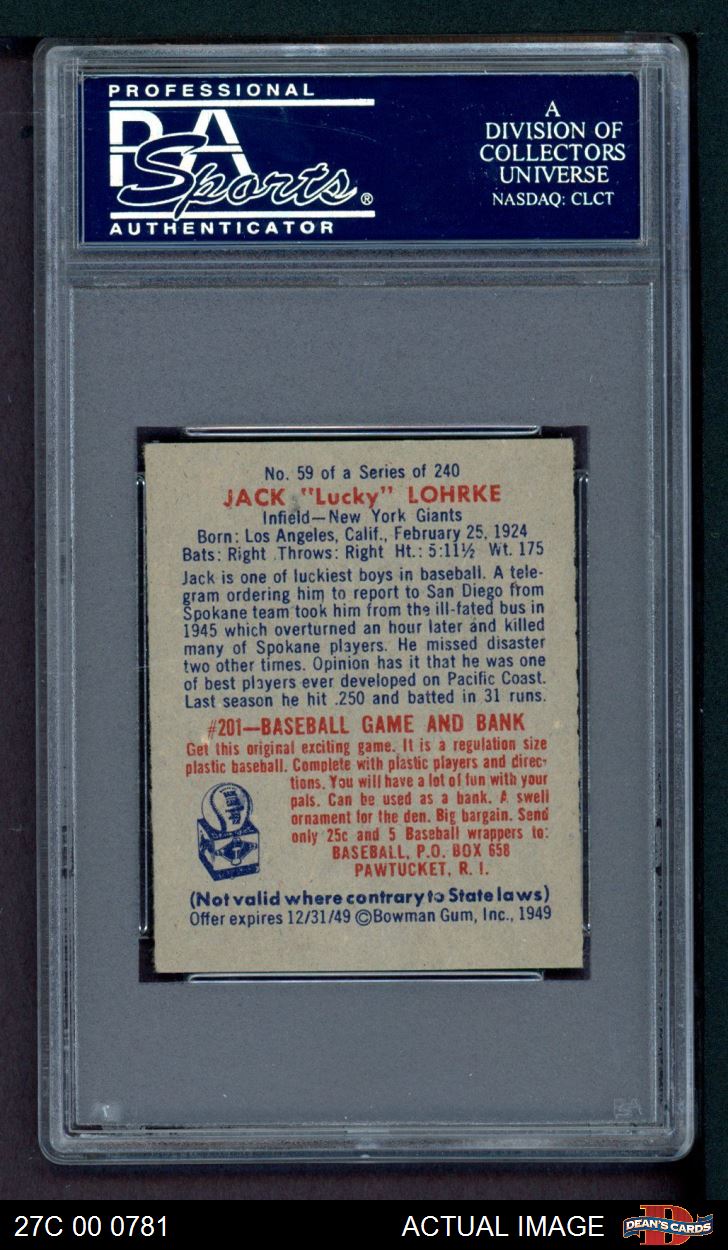 PROFESSIONAL
PSA
Sports®
AUTHENTICATOR
A
DIVISION OF
COLLECTORS
UNIVERSE
NASDAQ: CLCT
No. 59 of a Series of 240
JACK "Lucky" LOHRKE
Infield—New York Giants
Born: Los Angeles, Calif., February 25, 1924
Bats: Right Throws: Right Ht.: 5:11½ Wt. 175
Jack is one of luckiest boys in baseball. A tele-
gram ordering him to report to San Diego from
Spokane team took him from the ill-fated bus in
1945 which overturned an hour later and killed
many of Spokane players. He missed disaster
two other times. Opinion has it that he was one
of best players ever developed on Pacific Coast.
Last season he hit .250 and batted in 31 runs.
#201—BASEBALL GAME AND BANK
Get this original exciting game. It is a regulation size
plastic baseball. Complete with plastic players and direc-
tions. You will have a lot of fun with your
pals. Can be used as a bank. A swell
ornament for the den. Big bargain. Send
only 25c and 5 Baseball wrappers to:
BASEBALL, P.O. BOX 658
PAWTUCKET, R. I.
(Not valid where contrary to State laws)
Offer expires 12/31/49 ©Bowman Gum, Inc., 1949
27C 00 0781
ACTUAL IMAGE
DEAN'S CARDS